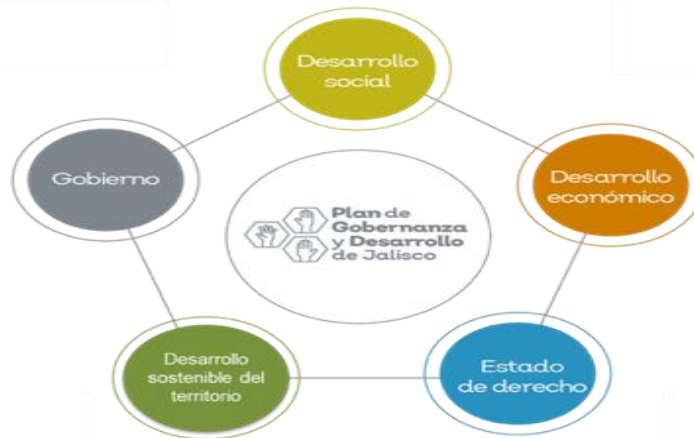 Desarrollo
social
Gobierno
Desarrollo
económico
Plan de
Gobernanza
y Desarrollo
de Jalisco
Desarrollo
sostenible del
territorio
Estado
de derecho